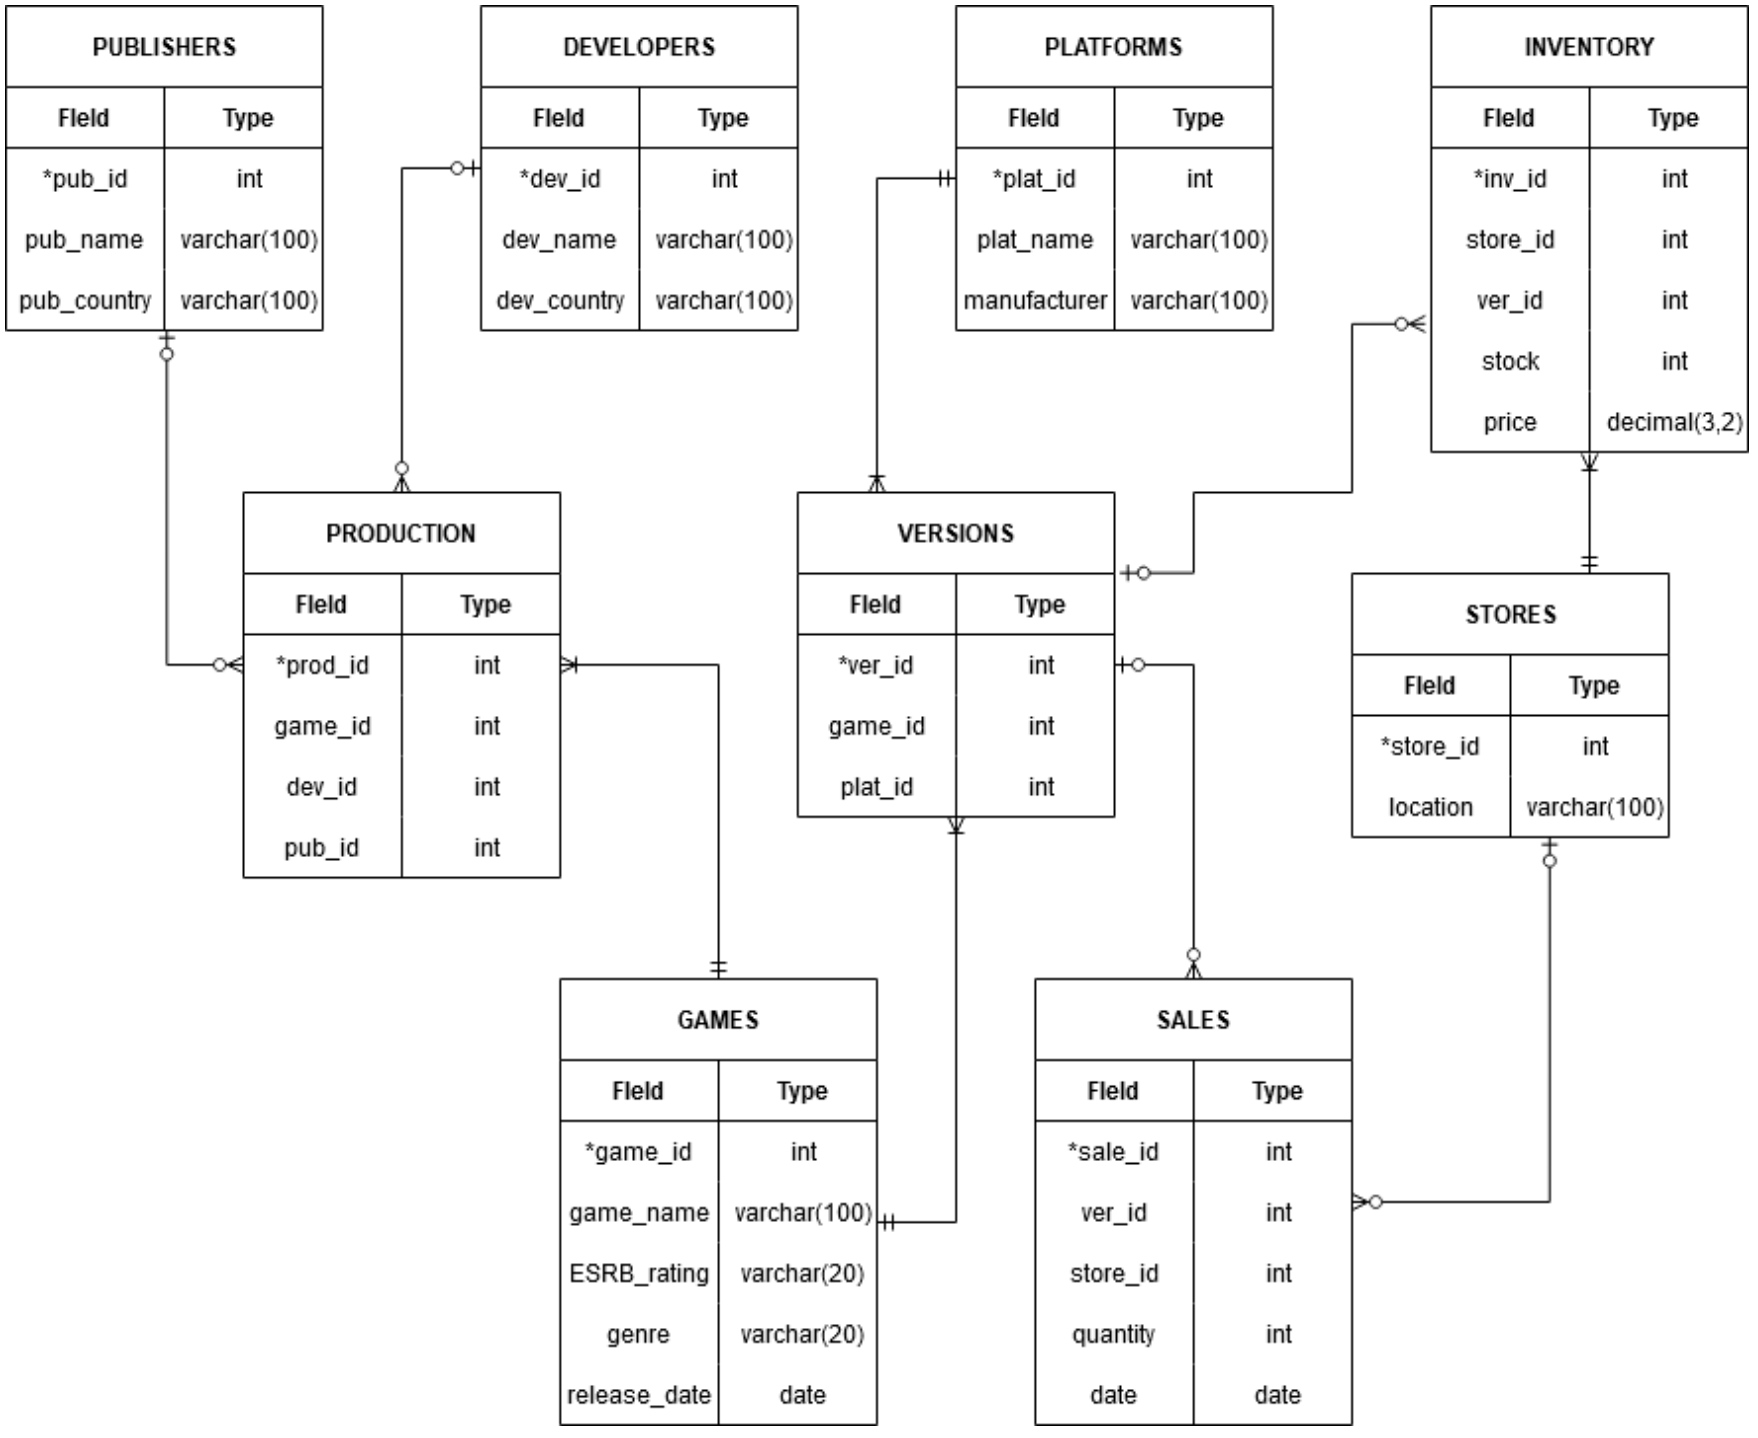 PUBLISHERS
FIeld Type
*pub_id int
pub_name varchar(100)
pub_country varchar(100)
DEVELOPERS
FIeld Type
*dev_id int
dev_name varchar(100)
dev_country varchar(100)
PLATFORMS
FIeld Type
*plat_id int
plat_name varchar(100)
manufacturer varchar(100)
INVENTORY
FIeld Type
*inv_id int
store_id int
ver_id int
stock int
price decimal(3,2)
PRODUCTION
FIeld Type
*prod_id int
game_id int
dev_id int
pub_id int
VERSIONS
FIeld Type
*ver_id int
game_id int
plat_id int
STORES
FIeld Type
*store_id int
location varchar(100)
GAMES
FIeld Type
*game_id int
game_name varchar(100)
ESRB_rating varchar(20)
genre varchar(20)
release_date date
SALES
FIeld Type
*sale_id int
ver_id int
store_id int
quantity int
date date